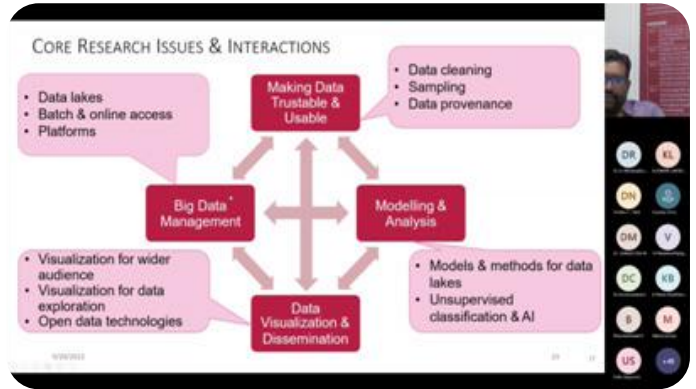 CORE RESEARCH ISSUES & INTERACTIONS
Making Data
Trustable &
Usable
• Data cleaning
• Sampling
• Data provenance
• Data lakes
• Batch & online access
• Platforms
Big Data*
Management
Modelling &
Analysis
• Visualization for wider
audience
• Visualization for data
exploration
• Open data technologies
Data
Visualization &
Dissemination
• Models & methods for data
lakes
• Unsupervised
classification & AI
DR
KL
DN
DM
V
DC
KB
B
M
US